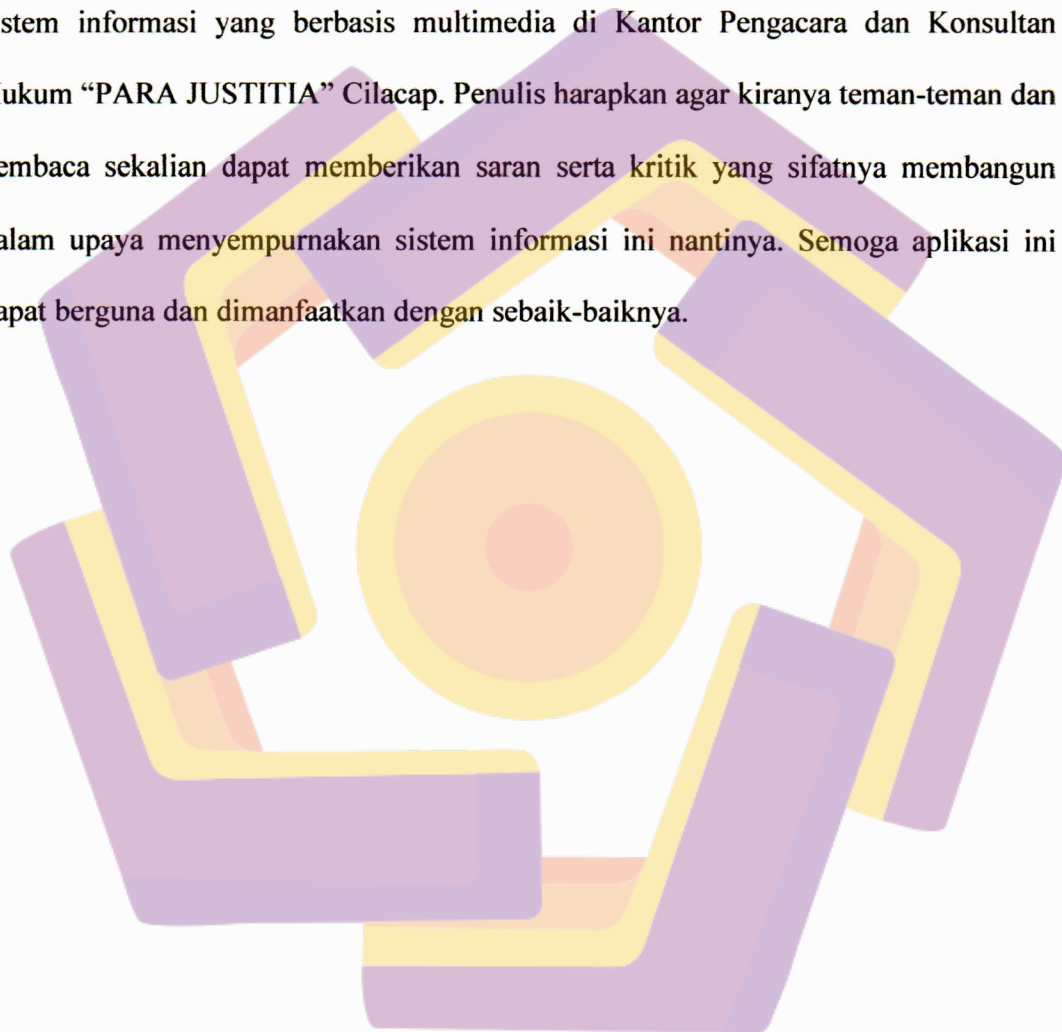 stem informasi yang berbasis multimedia di Kantor Pengacara dan Konsultan
ukum “PARA JUSTITIA” Cilacap. Penulis harapkan agar kiranya teman-teman dan
embaca sekalian dapat memberikan saran serta kritik yang sifatnya membangun
alam upaya menyempurnakan sistem informasi ini nantinya. Semoga aplikasi ini
apat berguna dan dimanfaatkan dengan sebaik-baiknya.